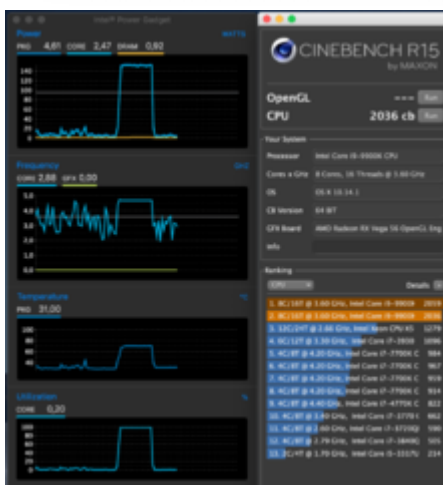 Intel® Power Gadget
Power
WATTS
PKG 4,61 CORE 2,47 DRAM 0,92
140
120
100
80
60
40
20
0
Frequency
GHZ
CORE 2,88 GFX 0,00
5,0
4,0
3,0
2,0
1,0
0,0
Temperature
°C
PKG 31,00
100
80
60
40
Utilization
%
CORE 0,20
100
80
60
40
20
0
CINEBENCH R15
by MAXON
OpenGL --- Run
CPU 2036 cb Run
Your System
Processor Intel Core i9-9900K CPU
Cores x GHz 8 Cores, 16 Threads @ 3.60 GHz
OS OS X 10.14.1
CB Version 64 BIT
GFX Board AMD Radeon RX Vega 56 OpenGL Eng
Info
Ranking
CPU Details
1. 8C/16T @ 3.60 GHz, Intel Core i9-9900K
2. 8C/16T @ 3.60 GHz, Intel Core i9-9900K 2036
3. 12C/24T @ 2.66 GHz, Intel Xeon CPU X5 1279
4. 6C/12T @ 3.30 GHz, Intel Core i7-3930 1096
5. 4C/8T @ 4.20 GHz, Intel Core i7-7700K C 984
6. 4C/8T @ 4.20 GHz, Intel Core i7-7700K C 967
7. 4C/8T @ 4.20 GHz, Intel Core i7-7700K C 919
8. 4C/8T @ 4.20 GHz, Intel Core i7-7700K C 914
9. 4C/8T @ 4.40 GHz, Intel Core i7-4770K C 822
10. 4C/8T @ 3.40 GHz, Intel Core i7-3770 662
11. 4C/8T @ 2.60 GHz, Intel Core i7-3720Q 590
12. 4C/8T @ 2.79 GHz, Intel Core i7-3840Q 505
13. 2C/4T @ 1.70 GHz, Intel Core i5-3317U 214